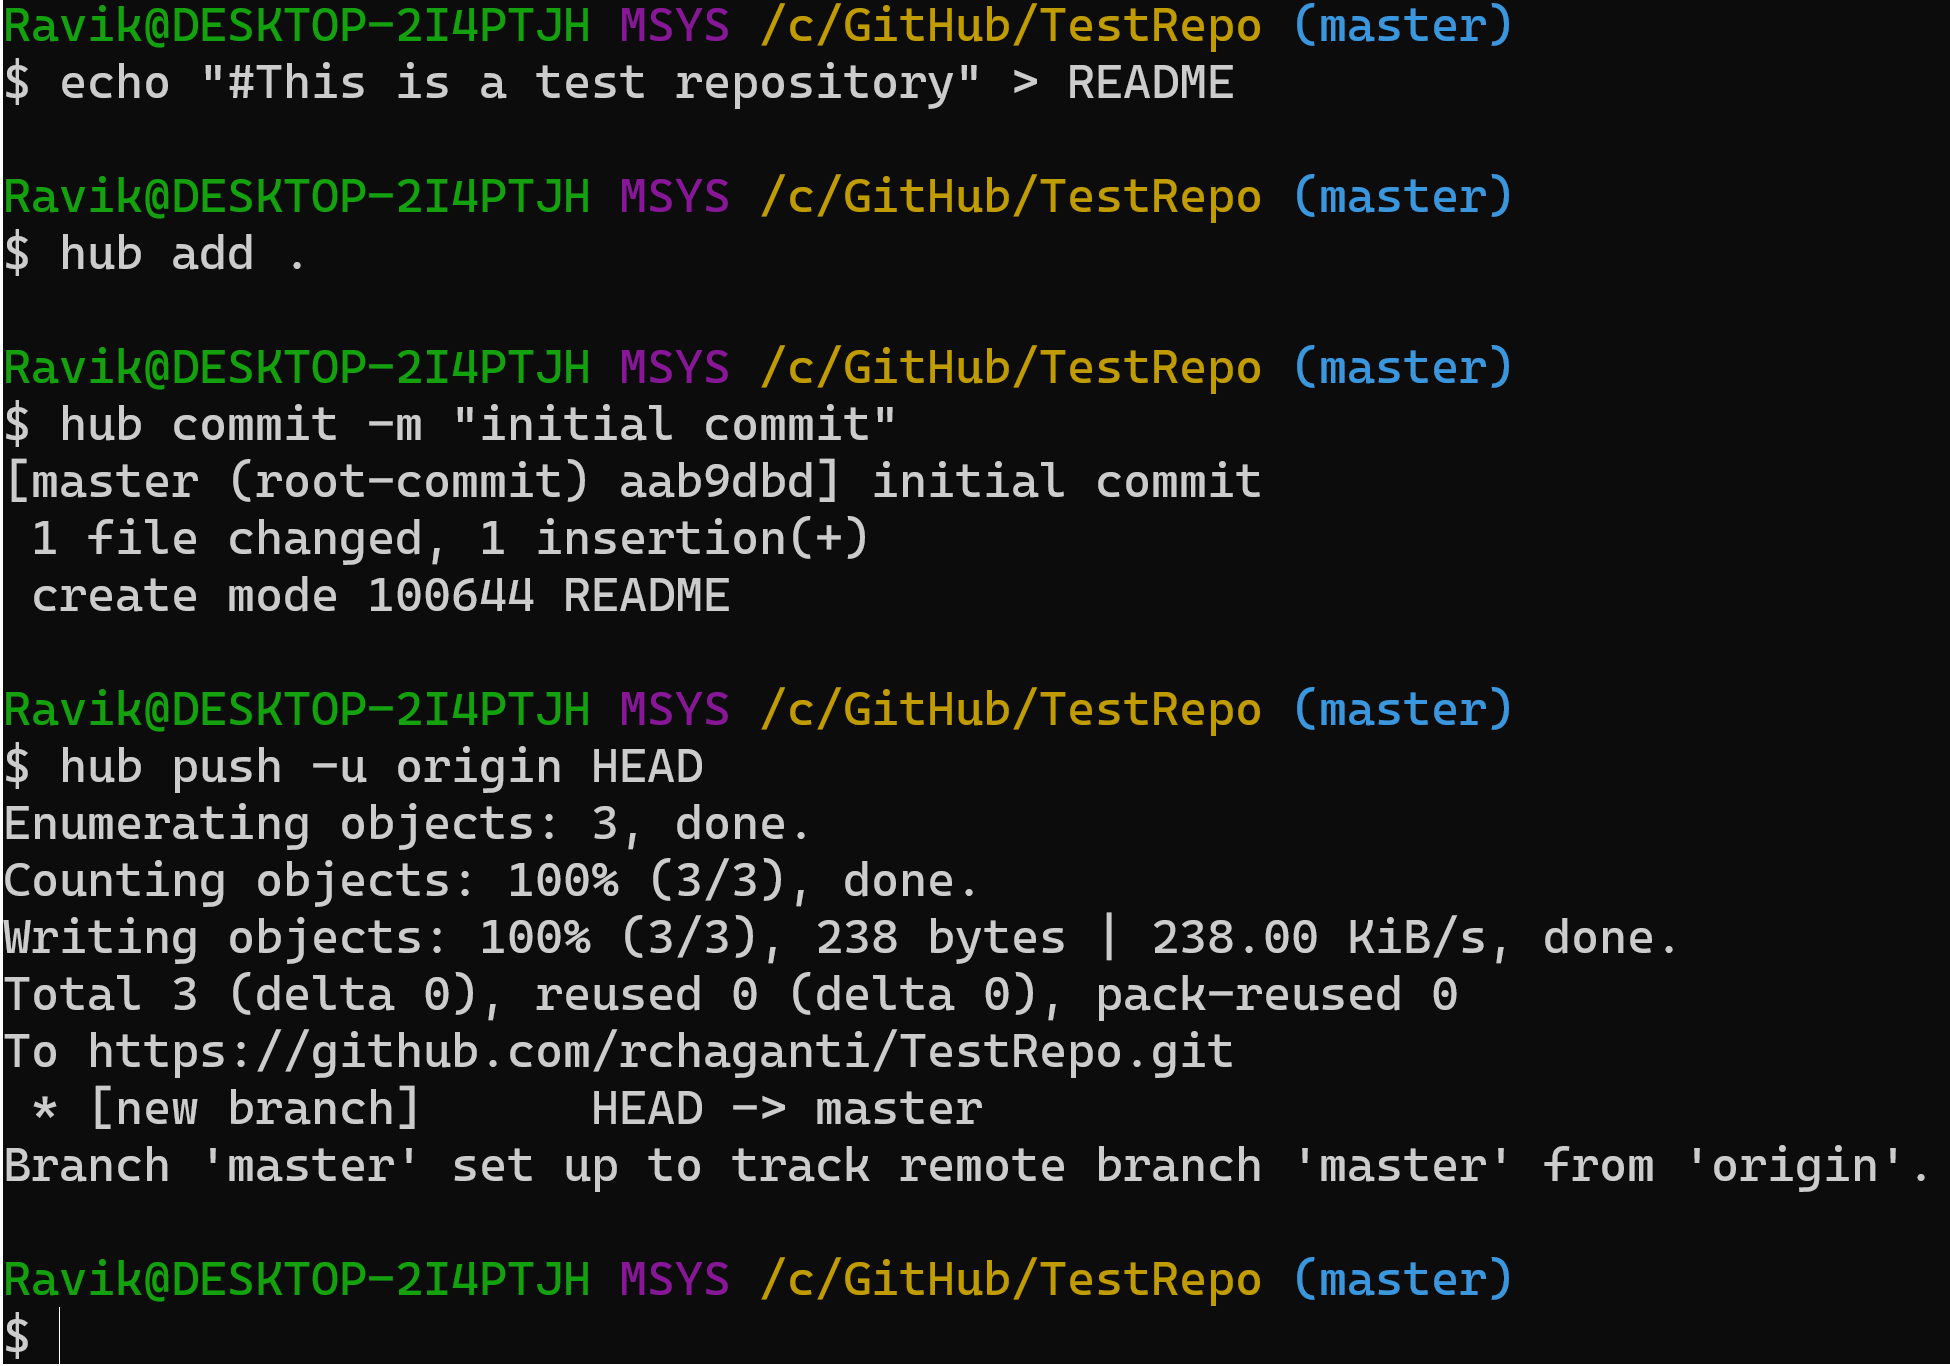 Ravik@DESKTOP-2I4PTJH MSYS /c/GitHub/TestRepo (master)
$ echo "#This is a test repository" > README
Ravik@DESKTOP-2I4PTJH MSYS /c/GitHub/TestRepo (master)
$ hub add .
Ravik@DESKTOP-2I4PTJH MSYS /c/GitHub/TestRepo (master)
$ hub commit -m "initial commit"
[master (root-commit) aab9dbd] initial commit
 1 file changed, 1 insertion(+)
 create mode 100644 README
Ravik@DESKTOP-2I4PTJH MSYS /c/GitHub/TestRepo (master)
$ hub push -u origin HEAD
Enumerating objects: 3, done.
Counting objects: 100% (3/3), done.
Writing objects: 100% (3/3), 238 bytes | 238.00 KiB/s, done.
Total 3 (delta 0), reused 0 (delta 0), pack-reused 0
To https://github.com/rchaganti/TestRepo.git
 * [new branch]      HEAD -> master
Branch 'master' set up to track remote branch 'master' from 'origin'.
Ravik@DESKTOP-2I4PTJH MSYS /c/GitHub/TestRepo (master)
$